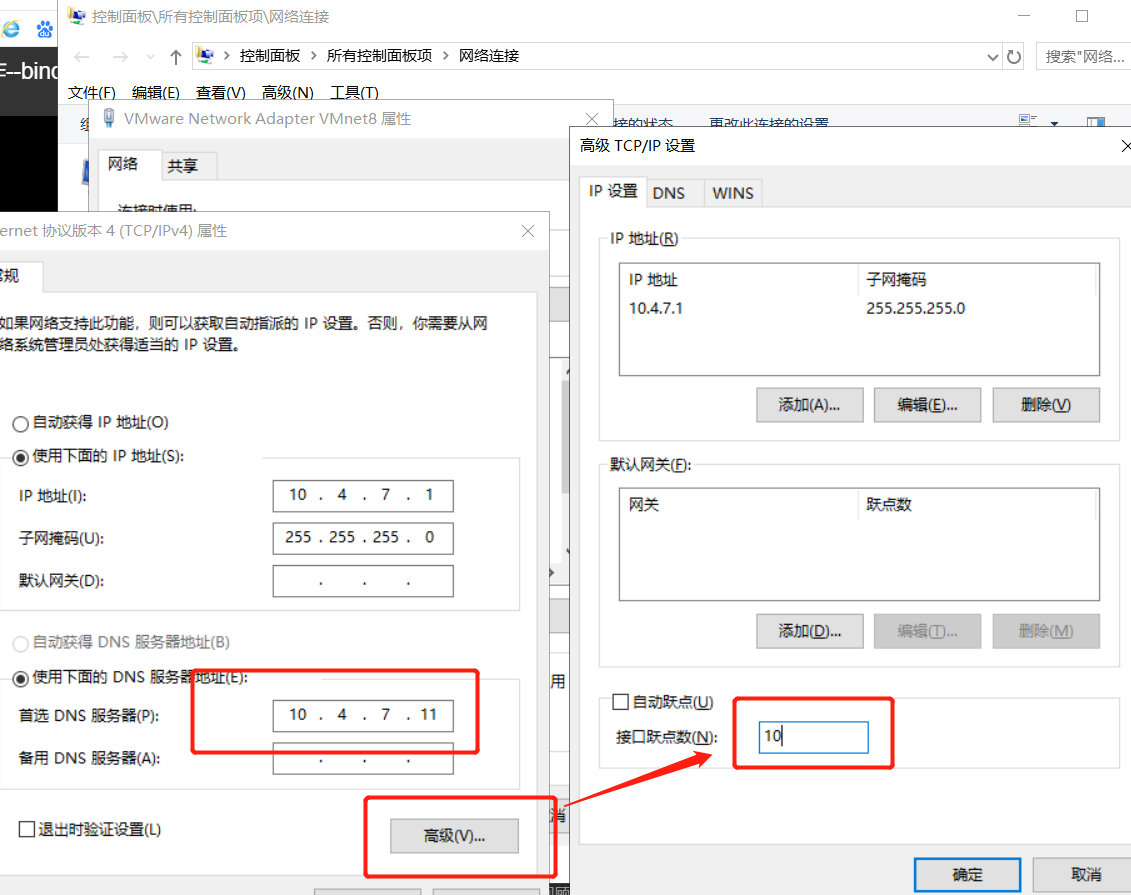 控制面板\所有控制面板项\网络连接
控制面板 › 所有控制面板项 › 网络连接
搜索"网络...
--bind
文件(F) 编辑(E) 查看(V) 高级(N) 工具(T)
VMware Network Adapter VMnet8 属性
更改此连接的设置
网络 共享
连接时使用:
ernet 协议版本 4 (TCP/IPv4) 属性
常规
如果网络支持此功能，则可以获取自动指派的 IP 设置。否则，你需要从网
络系统管理员处获得适当的 IP 设置。
自动获得 IP 地址(O)
使用下面的 IP 地址(S):
IP 地址(I): 10 . 4 . 7 . 1
子网掩码(U): 255 . 255 . 255 . 0
默认网关(D): . . .
自动获得 DNS 服务器地址(B)
使用下面的 DNS 服务器地址(E):
首选 DNS 服务器(P): 10 . 4 . 7 . 11
备用 DNS 服务器(A): . . .
退出时验证设置(L)
高级(V)...
用
消
高级 TCP/IP 设置
IP 设置 DNS WINS
IP 地址(R)
IP 地址 子网掩码
10.4.7.1 255.255.255.0
添加(A)... 编辑(E)... 删除(V)
默认网关(F):
网关 跃点数
添加(D)... 编辑(T)... 删除(M)
自动跃点(U)
接口跃点数(N): 10
确定 取消